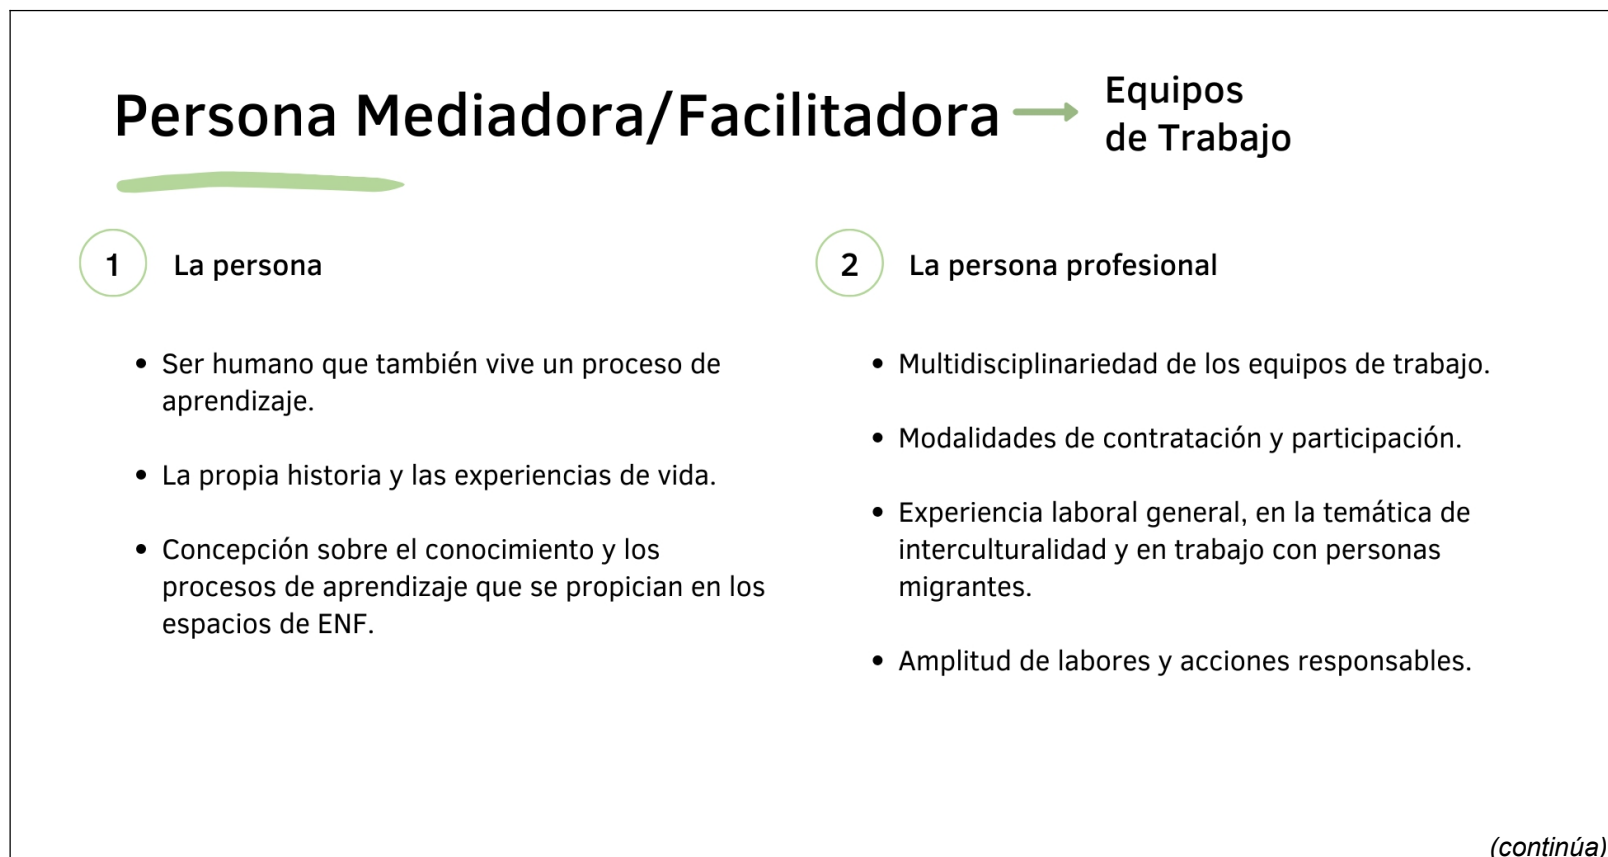 Persona Mediadora/Facilitadora
Equipos
de Trabajo
1
La persona
• Ser humano que también vive un proceso de
aprendizaje.
• La propia historia y las experiencias de vida.
• Concepción sobre el conocimiento y los
procesos de aprendizaje que se propician en los
espacios de ENF.
2
La persona profesional
• Multidisciplinariedad de los equipos de trabajo.
• Modalidades de contratación y participación.
• Experiencia laboral general, en la temática de
interculturalidad y en trabajo con personas
migrantes.
• Amplitud de labores y acciones responsables.
(continúa)